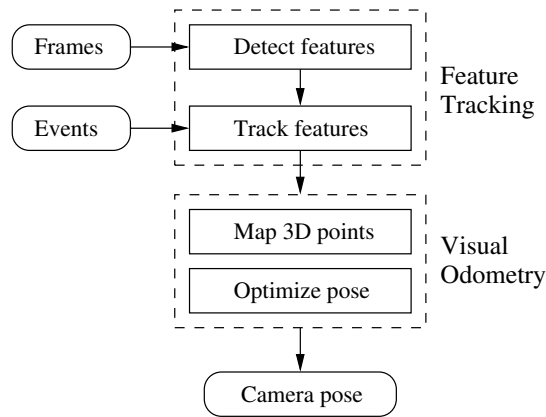 Frames
Detect features
Feature
Tracking
Events
Track features
Map 3D points
Visual
Odometry
Optimize pose
Camera pose